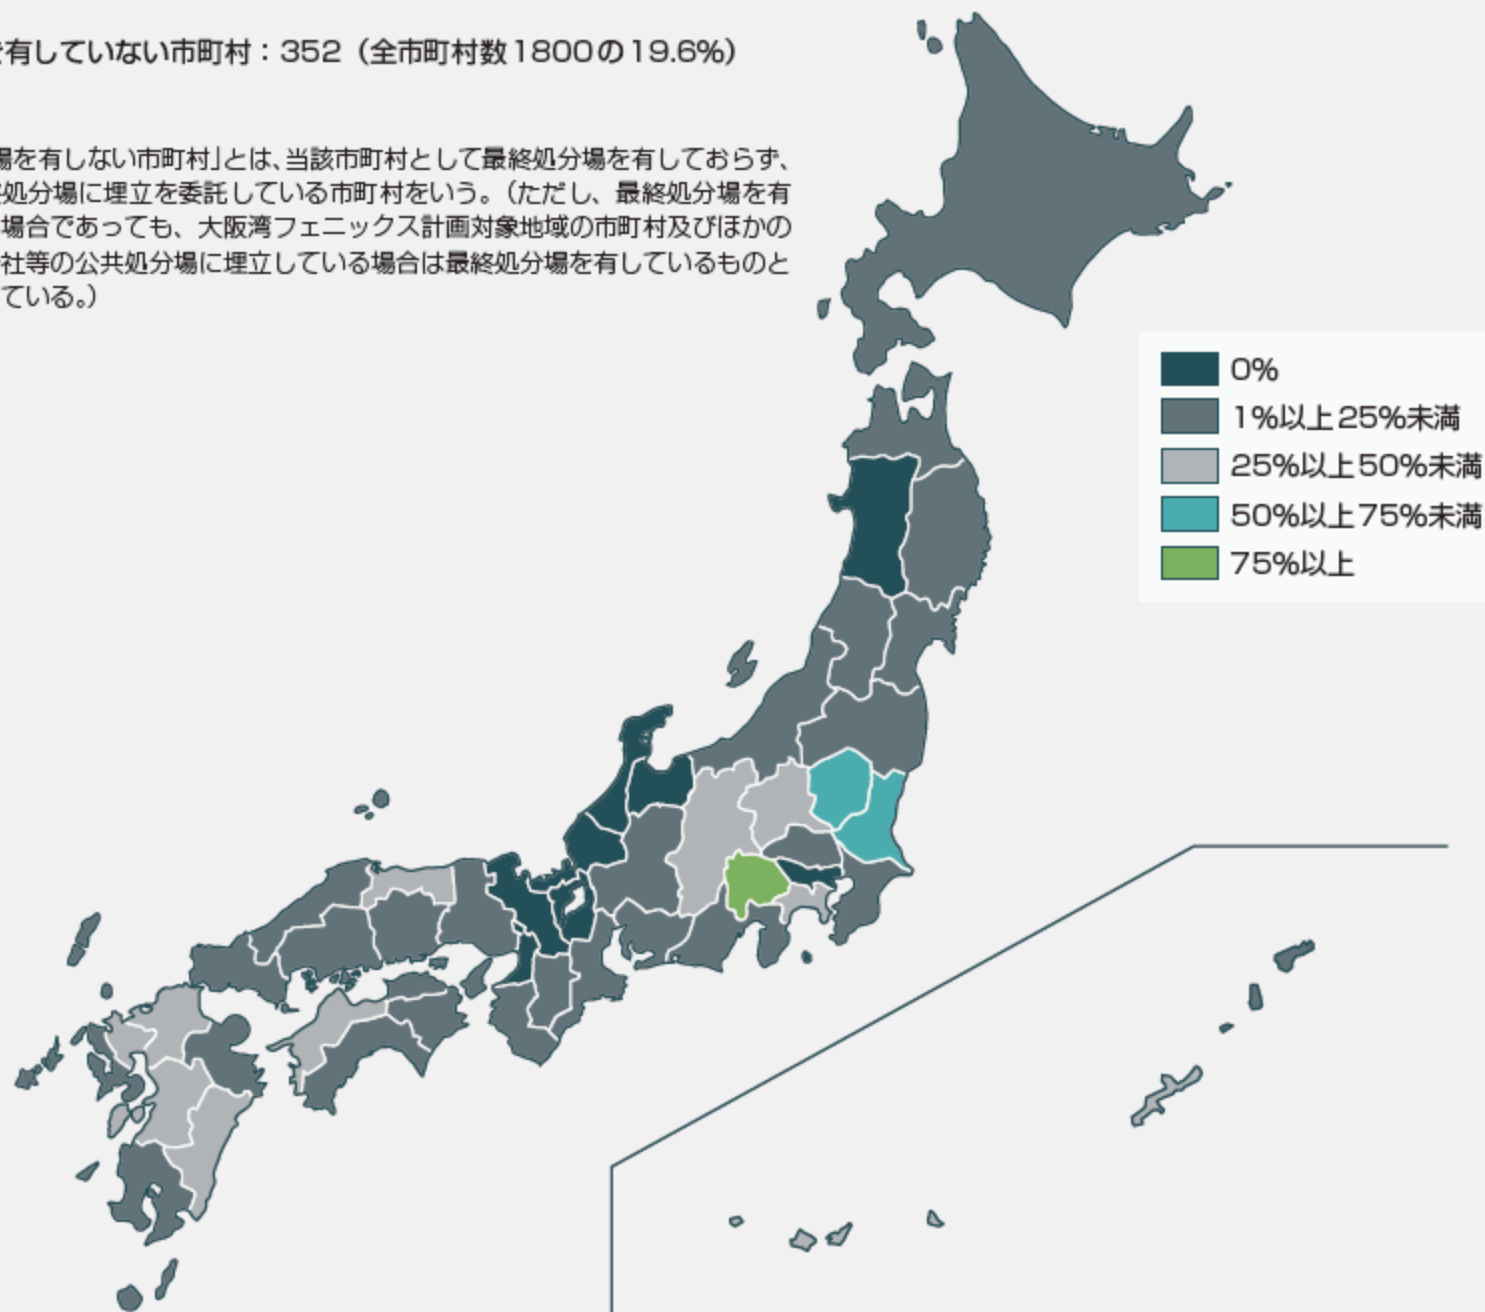 を有していない市町村：352（全市町村数1800の19.6%）
場を有しない市町村」とは、当該市町村として最終処分場を有しておらず、
終処分場に埋立を委託している市町村をいう。（ただし、最終処分場を有
場合であっても、大阪湾フェニックス計画対象地域の市町村及びほかの
社等の公共処分場に埋立している場合は最終処分場を有しているものと
ている。）
0%
1%以上25%未満
25%以上50%未満
50%以上75%未満
75%以上